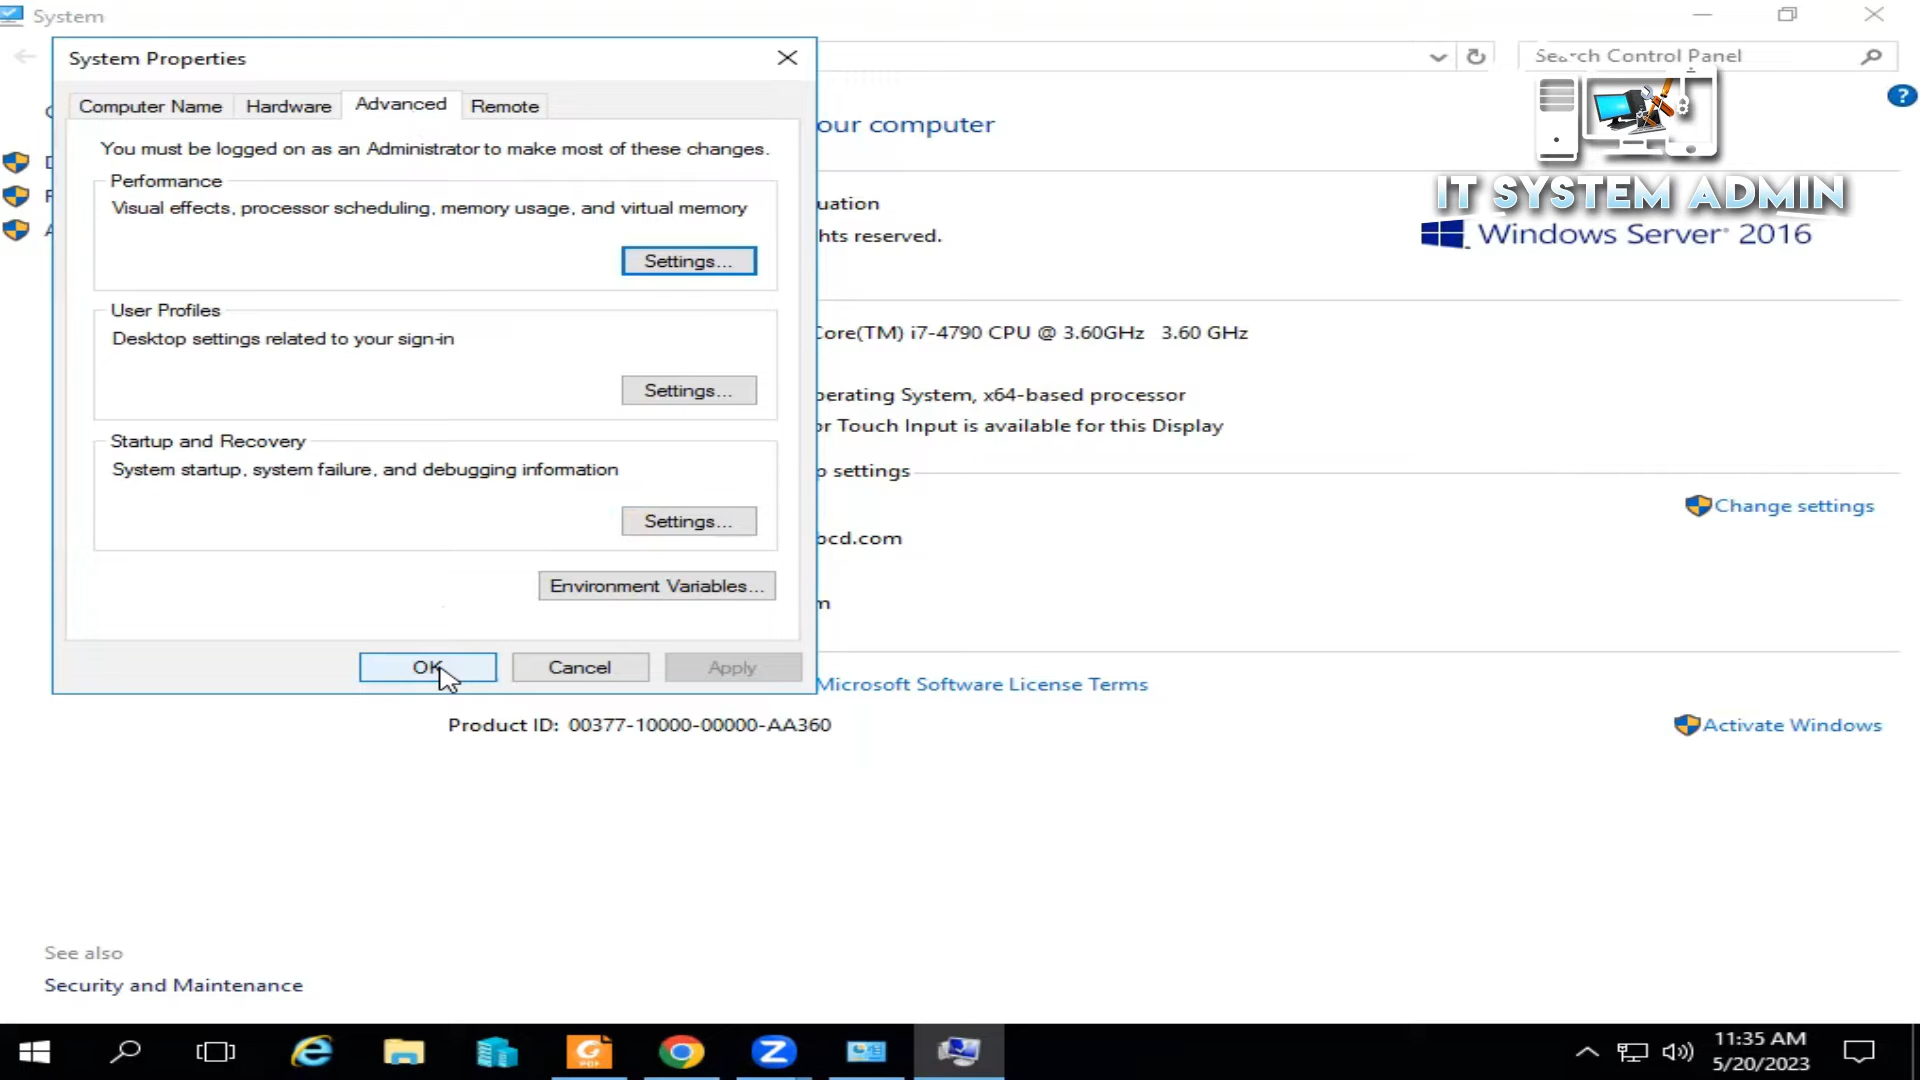 System
System Properties
Search Control Panel
Computer Name
Hardware
Advanced
Remote
our computer
You must be logged on as an Administrator to make most of these changes.
Performance
Visual effects, processor scheduling, memory usage, and virtual memory
Settings...
IT SYSTEM ADMIN
uation
hts reserved.
Windows Server® 2016
User Profiles
Desktop settings related to your sign-in
Settings...
Core(TM) i7-4790 CPU @ 3.60GHz 3.60 GHz
perating System, x64-based processor
or Touch Input is available for this Display
Startup and Recovery
System startup, system failure, and debugging information
Settings...
p settings
Change settings
bcd.com
Environment Variables...
m
OK
Cancel
Apply
Microsoft Software License Terms
Product ID: 00377-10000-00000-AA360
Activate Windows
See also
Security and Maintenance
11:35 AM
5/20/2023